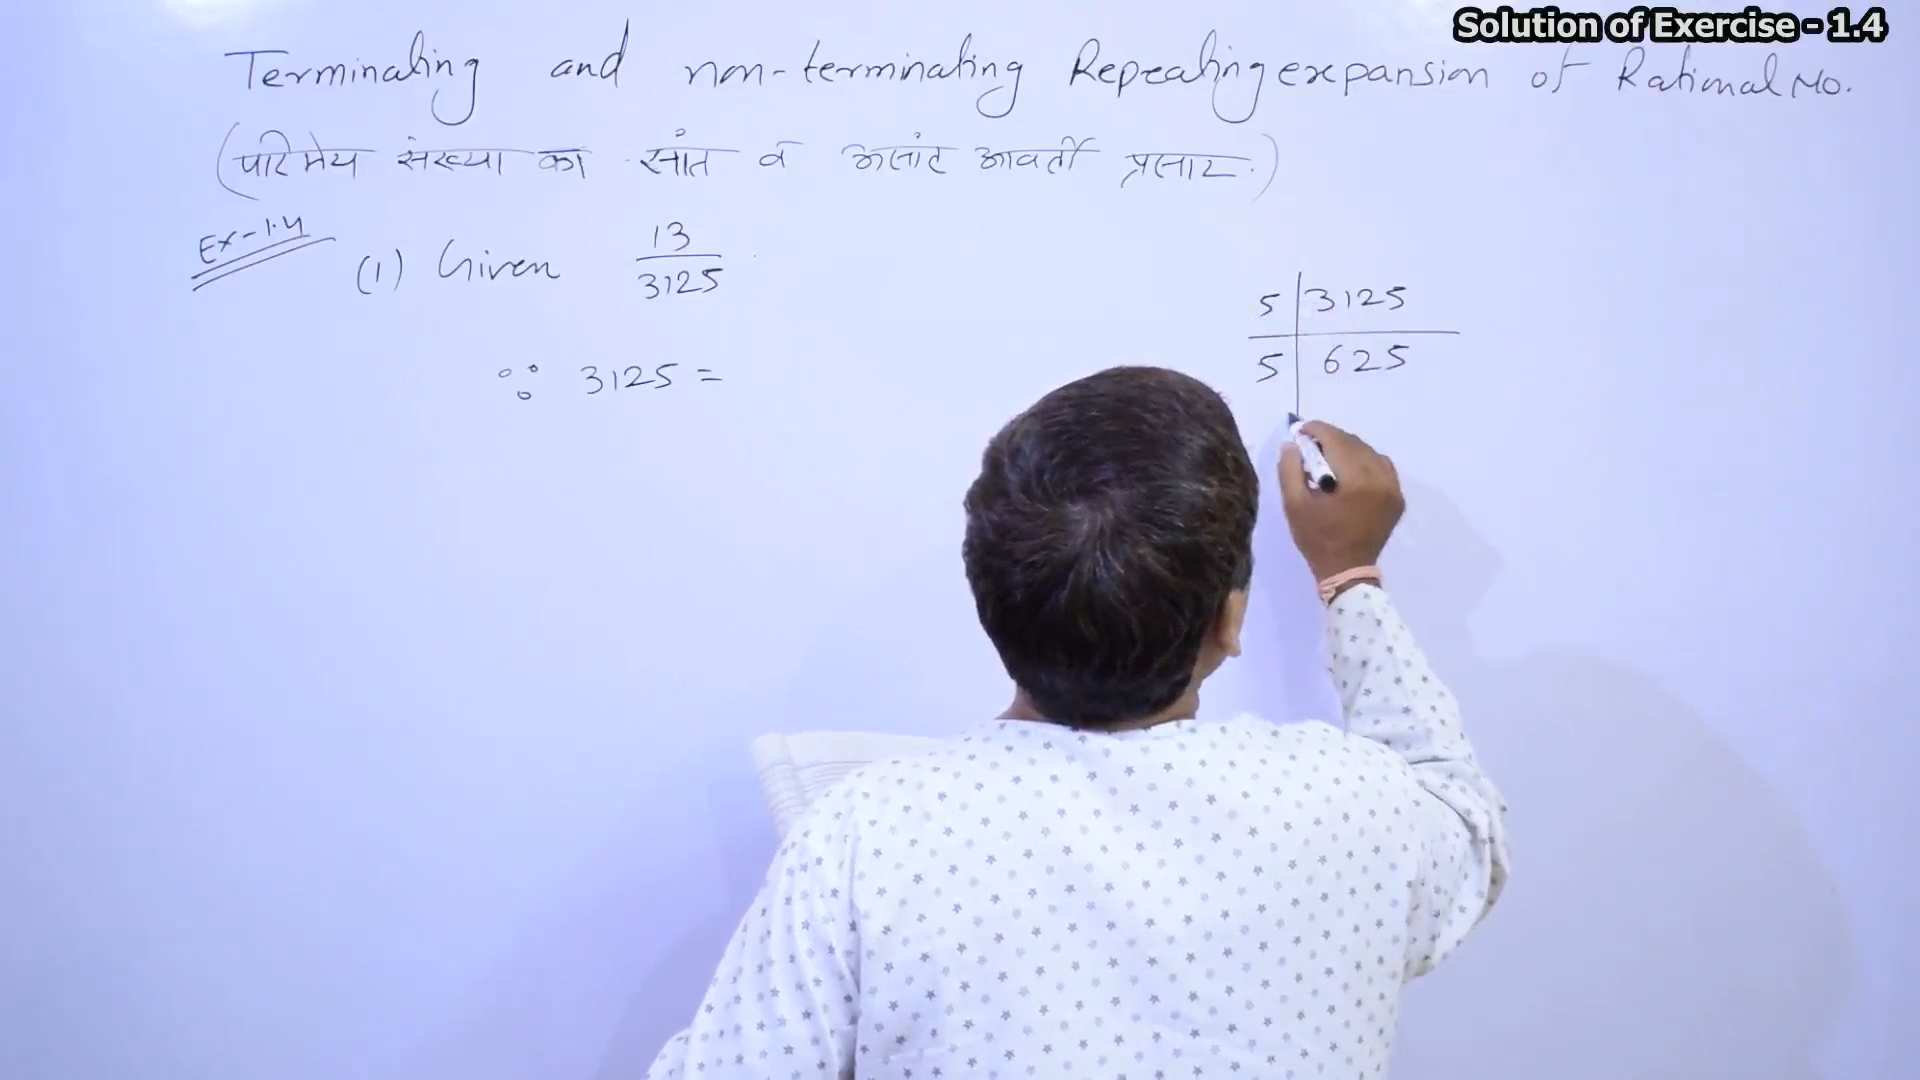 Solution of Exercise - 1.4
Terminating and non-terminating Repeating expansion of Rational No.
(परिमेय संख्या का सांत व असांत आवर्ती प्रसार.)
Ex-1.4
(1) Given 13/3125
∵ 3125 =
5 | 3125
5 | 625